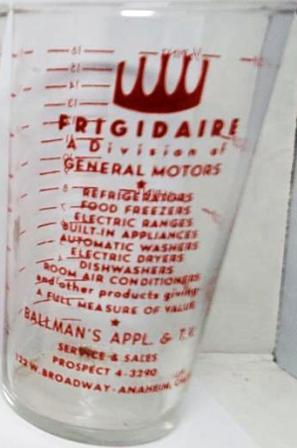 FRIGIDAIRE
A Division of
GENERAL MOTORS
REFRIGERATORS
FOOD FREEZERS
ELECTRIC RANGES
BUILT-IN APPLIANCES
AUTOMATIC WASHERS
ELECTRIC DRYERS
DISHWASHERS
ROOM AIR CONDITIONERS
and other products giving
A FULL MEASURE OF VALUE
BALLMAN'S APPL. & T.V.
SERVICE & SALES
PROSPECT 4-3290
W. BROADWAY - ANAHEIM,